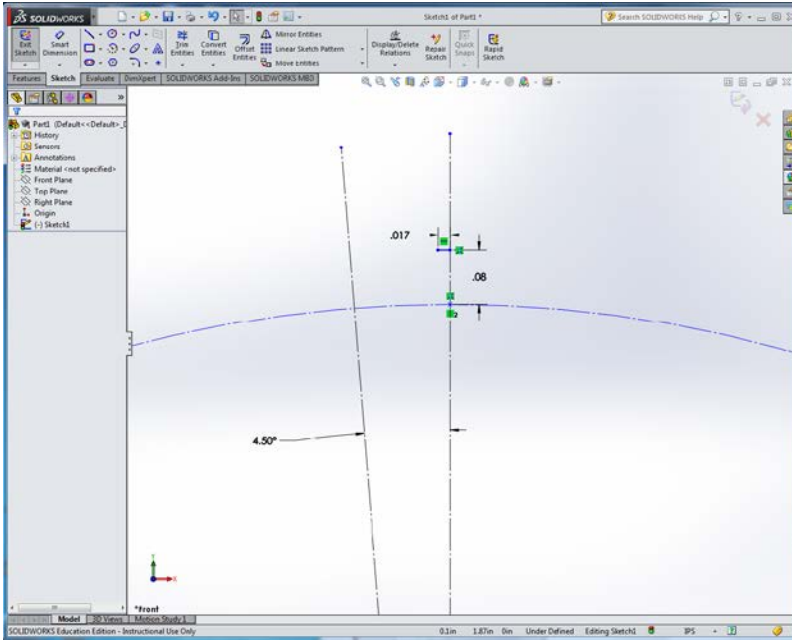 DS SOLIDWORKS
Sketch1 of Part1 *
Search SOLIDWORKS Help
Exit Sketch
Smart Dimension
Trim Entities
Convert Entities
Offset Entities
Mirror Entities
Linear Sketch Pattern
Move Entities
Display/Delete Relations
Repair Sketch
Quick Snaps
Rapid Sketch
Features Sketch Evaluate DimXpert SOLIDWORKS Add-Ins SOLIDWORKS MBD
Part1 (Default<<Default>_D
History
Sensors
Annotations
Material <not specified>
Front Plane
Top Plane
Right Plane
Origin
(-) Sketch1
.017
.08
2
4.50°
Y
X
*Front
Model 3D Views Motion Study 1
SOLIDWORKS Education Edition - Instructional Use Only
0.1in 1.87in 0in Under Defined Editing Sketch1 IPS